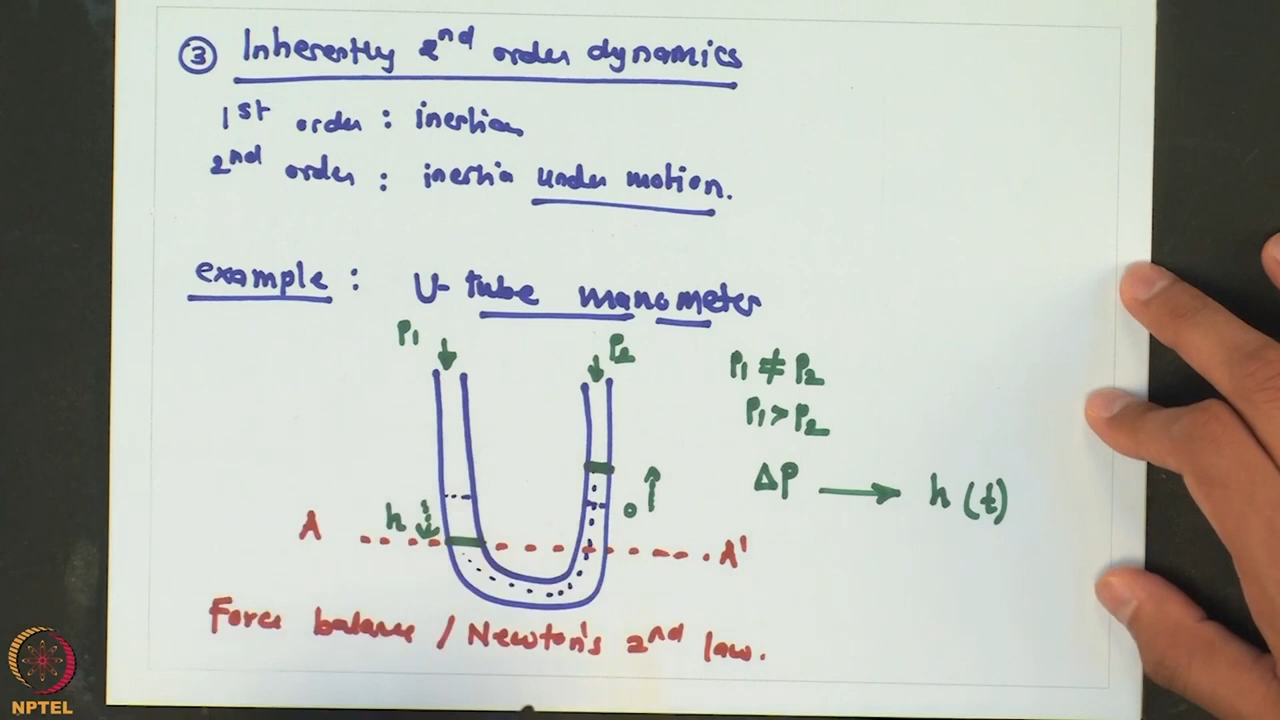 ③ Inherently 2nd order dynamics
1st order : inertia
2nd order : inertia under motion.
example : U-tube manometer
P1 P2
P1 ≠ P2
P1 > P2
ΔP → h(t)
h 0
A A'
Force balance / Newton's 2nd law.
NPTEL